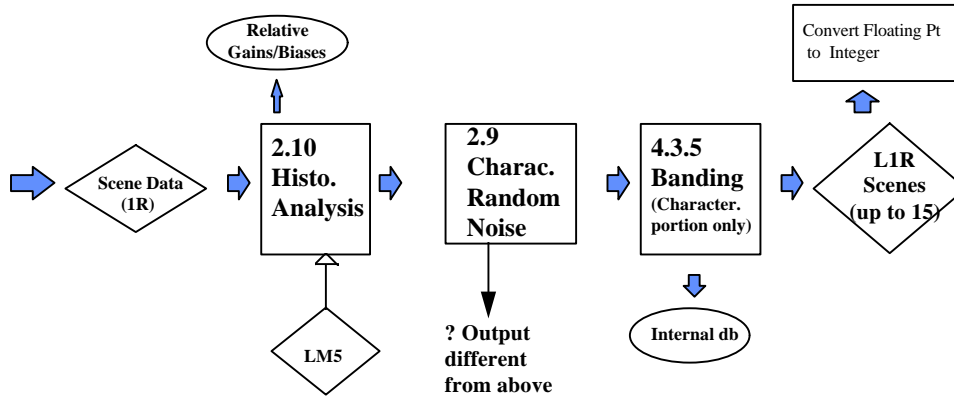 Relative
Gains/Biases
Convert Floating Pt
to Integer
Scene Data
(1R)
2.10
Histo.
Analysis
2.9
Charac.
Random
Noise
4.3.5
Banding
(Character.
portion only)
L1R
Scenes
(up to 15)
LM5
? Output
different
from above
Internal db